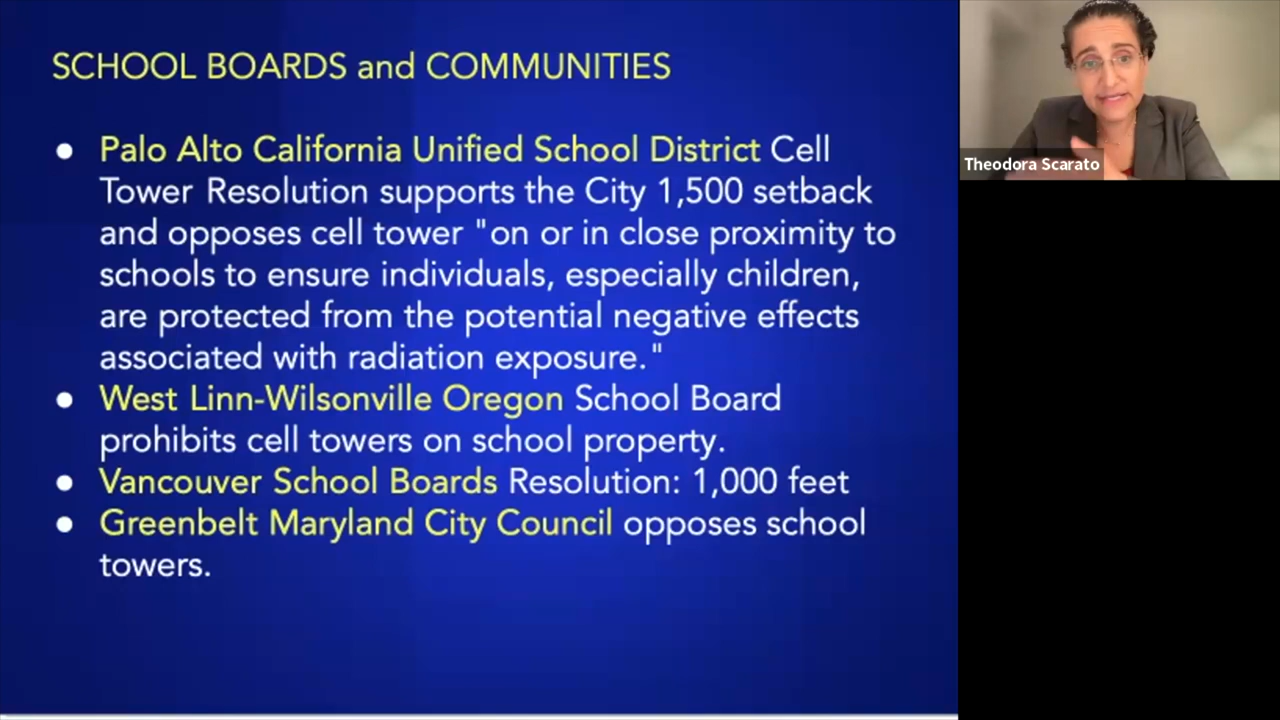 SCHOOL BOARDS and COMMUNITIES
● Palo Alto California Unified School District Cell
Tower Resolution supports the City 1,500 setback
and opposes cell tower "on or in close proximity to
schools to ensure individuals, especially children,
are protected from the potential negative effects
associated with radiation exposure."
● West Linn-Wilsonville Oregon School Board
prohibits cell towers on school property.
● Vancouver School Boards Resolution: 1,000 feet
● Greenbelt Maryland City Council opposes school
towers.
Theodora Scarato